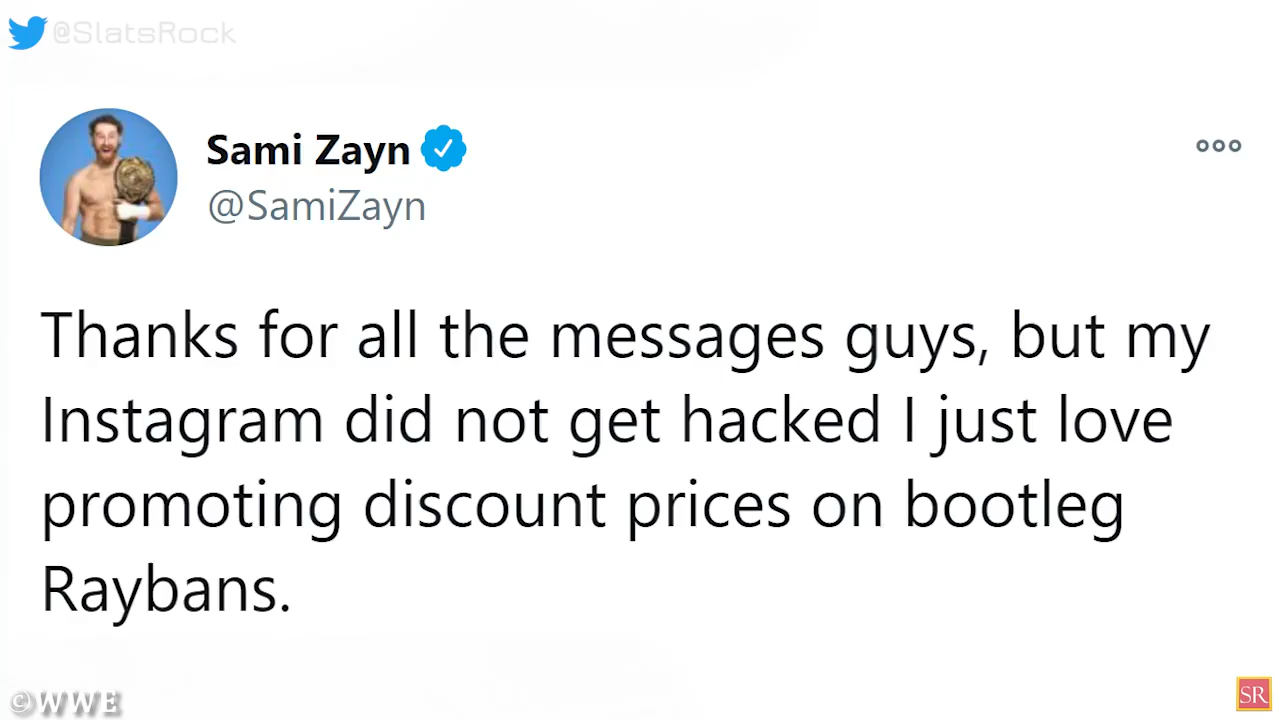 @SlatsRock
Sami Zayn
@SamiZayn
Thanks for all the messages guys, but my
Instagram did not get hacked I just love
promoting discount prices on bootleg
Raybans.
©WWE
SR